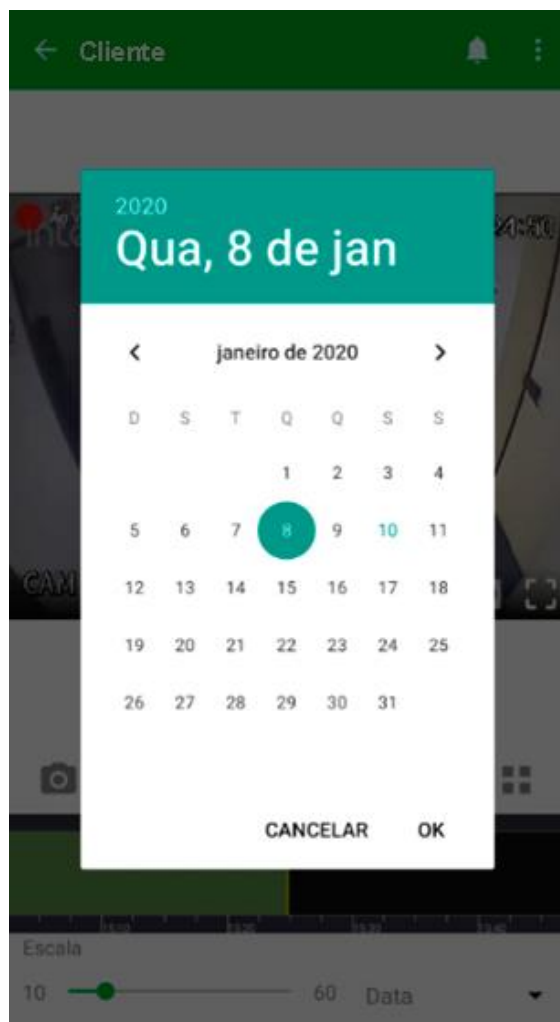 Cliente
2020
Qua, 8 de jan
janeiro de 2020
D S T Q Q S S
1 2 3 4
5 6 7 8 9 10 11
12 13 14 15 16 17 18
19 20 21 22 23 24 25
26 27 28 29 30 31
CAM
CANCELAR OK
Escala
10 60 Data